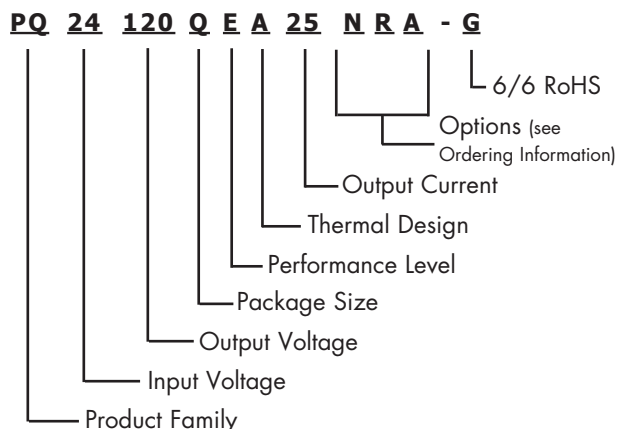 PQ 24 120 Q E A 25 N R A - G
6/6 RoHS
Options (see
Ordering Information)
Output Current
Thermal Design
Performance Level
Package Size
Output Voltage
Input Voltage
Product Family